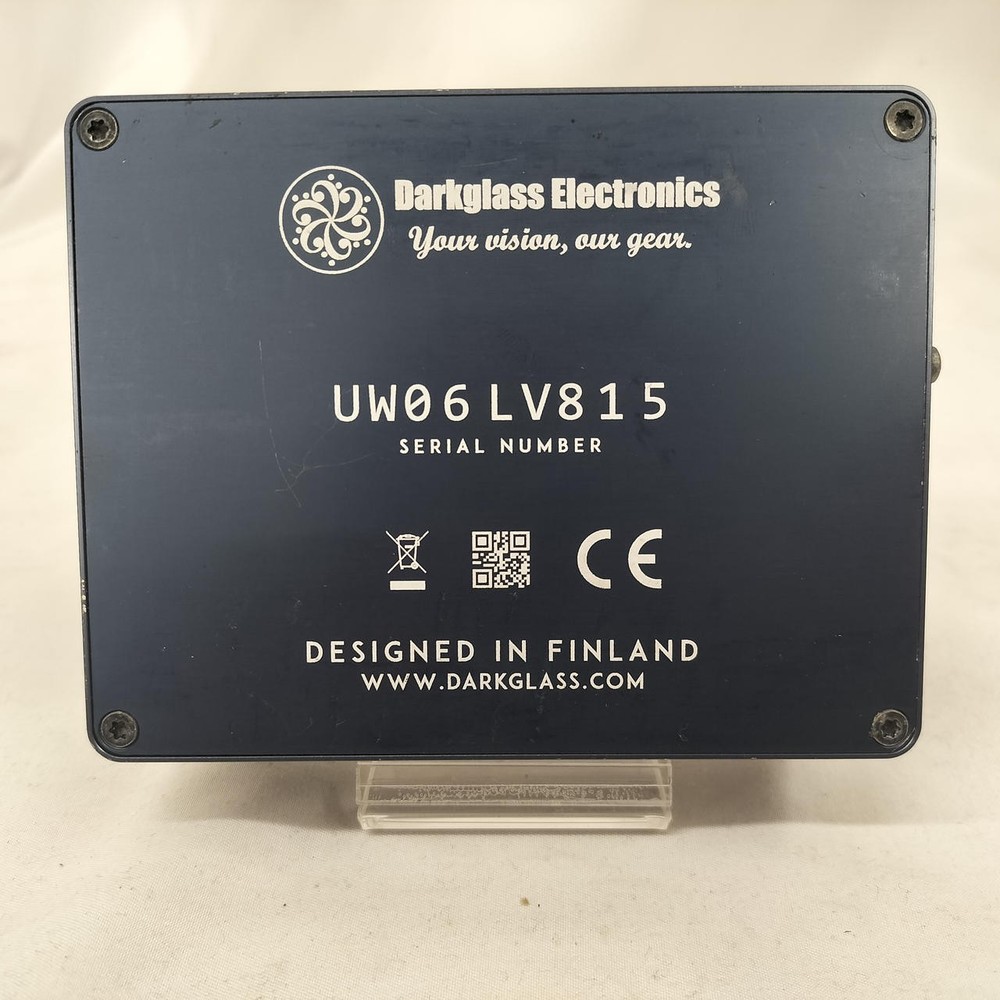 Darkglass Electronics
Your vision, our gear.
UW06LV815
SERIAL NUMBER
CE
DESIGNED IN FINLAND
WWW.DARKGLASS.COM